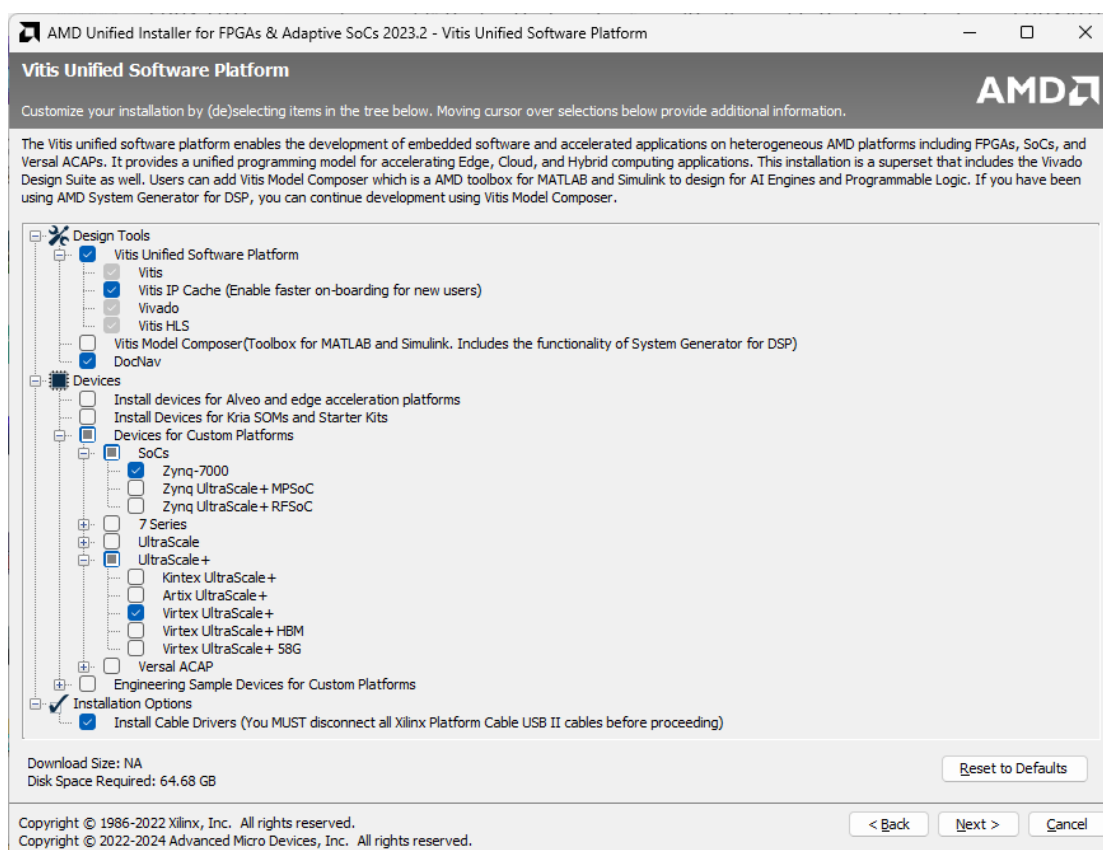 AMD Unified Installer for FPGAs & Adaptive SoCs 2023.2 - Vitis Unified Software Platform
Vitis Unified Software Platform
AMD
Customize your installation by (de)selecting items in the tree below. Moving cursor over selections below provide additional information.
The Vitis unified software platform enables the development of embedded software and accelerated applications on heterogeneous AMD platforms including FPGAs, SoCs, and
Versal ACAPs. It provides a unified programming model for accelerating Edge, Cloud, and Hybrid computing applications. This installation is a superset that includes the Vivado
Design Suite as well. Users can add Vitis Model Composer which is a AMD toolbox for MATLAB and Simulink to design for AI Engines and Programmable Logic. If you have been
using AMD System Generator for DSP, you can continue development using Vitis Model Composer.
Design Tools
Vitis Unified Software Platform
Vitis
Vitis IP Cache (Enable faster on-boarding for new users)
Vivado
Vitis HLS
Vitis Model Composer(Toolbox for MATLAB and Simulink. Includes the functionality of System Generator for DSP)
DocNav
Devices
Install devices for Alveo and edge acceleration platforms
Install Devices for Kria SOMs and Starter Kits
Devices for Custom Platforms
SoCs
Zynq-7000
Zynq UltraScale+ MPSoC
Zynq UltraScale+ RFSoC
7 Series
UltraScale
UltraScale+
Kintex UltraScale+
Artix UltraScale+
Virtex UltraScale+
Virtex UltraScale+ HBM
Virtex UltraScale+ 58G
Versal ACAP
Engineering Sample Devices for Custom Platforms
Installation Options
Install Cable Drivers (You MUST disconnect all Xilinx Platform Cable USB II cables before proceeding)
Download Size: NA
Disk Space Required: 64.68 GB
Reset to Defaults
Copyright © 1986-2022 Xilinx, Inc. All rights reserved.
Copyright © 2022-2024 Advanced Micro Devices, Inc. All rights reserved.
< Back
Next >
Cancel